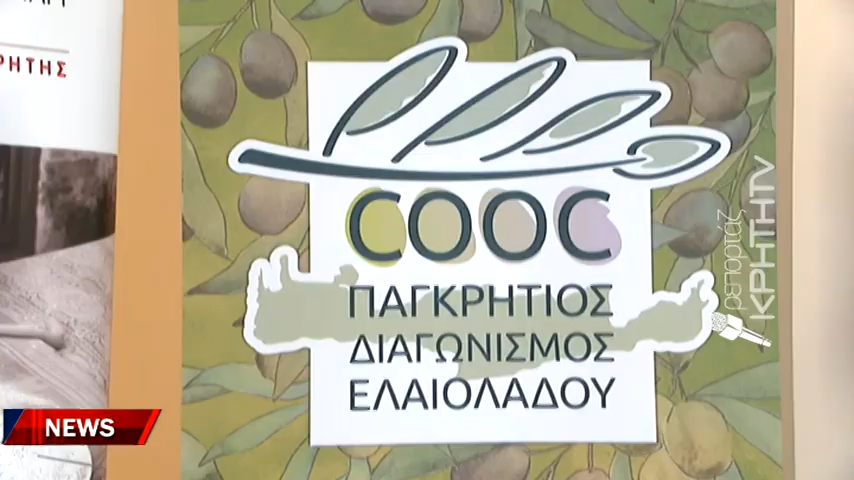 ΡΗΤΗΣ
COOC
ΠΑΓΚΡΗΤΙΟΣ
ΔΙΑΓΩΝΙΣΜΟΣ
ΕΛΑΙΟΛΑΔΟΥ
ρεπορτάζ
ΚΡΗΤΗTV
NEWS